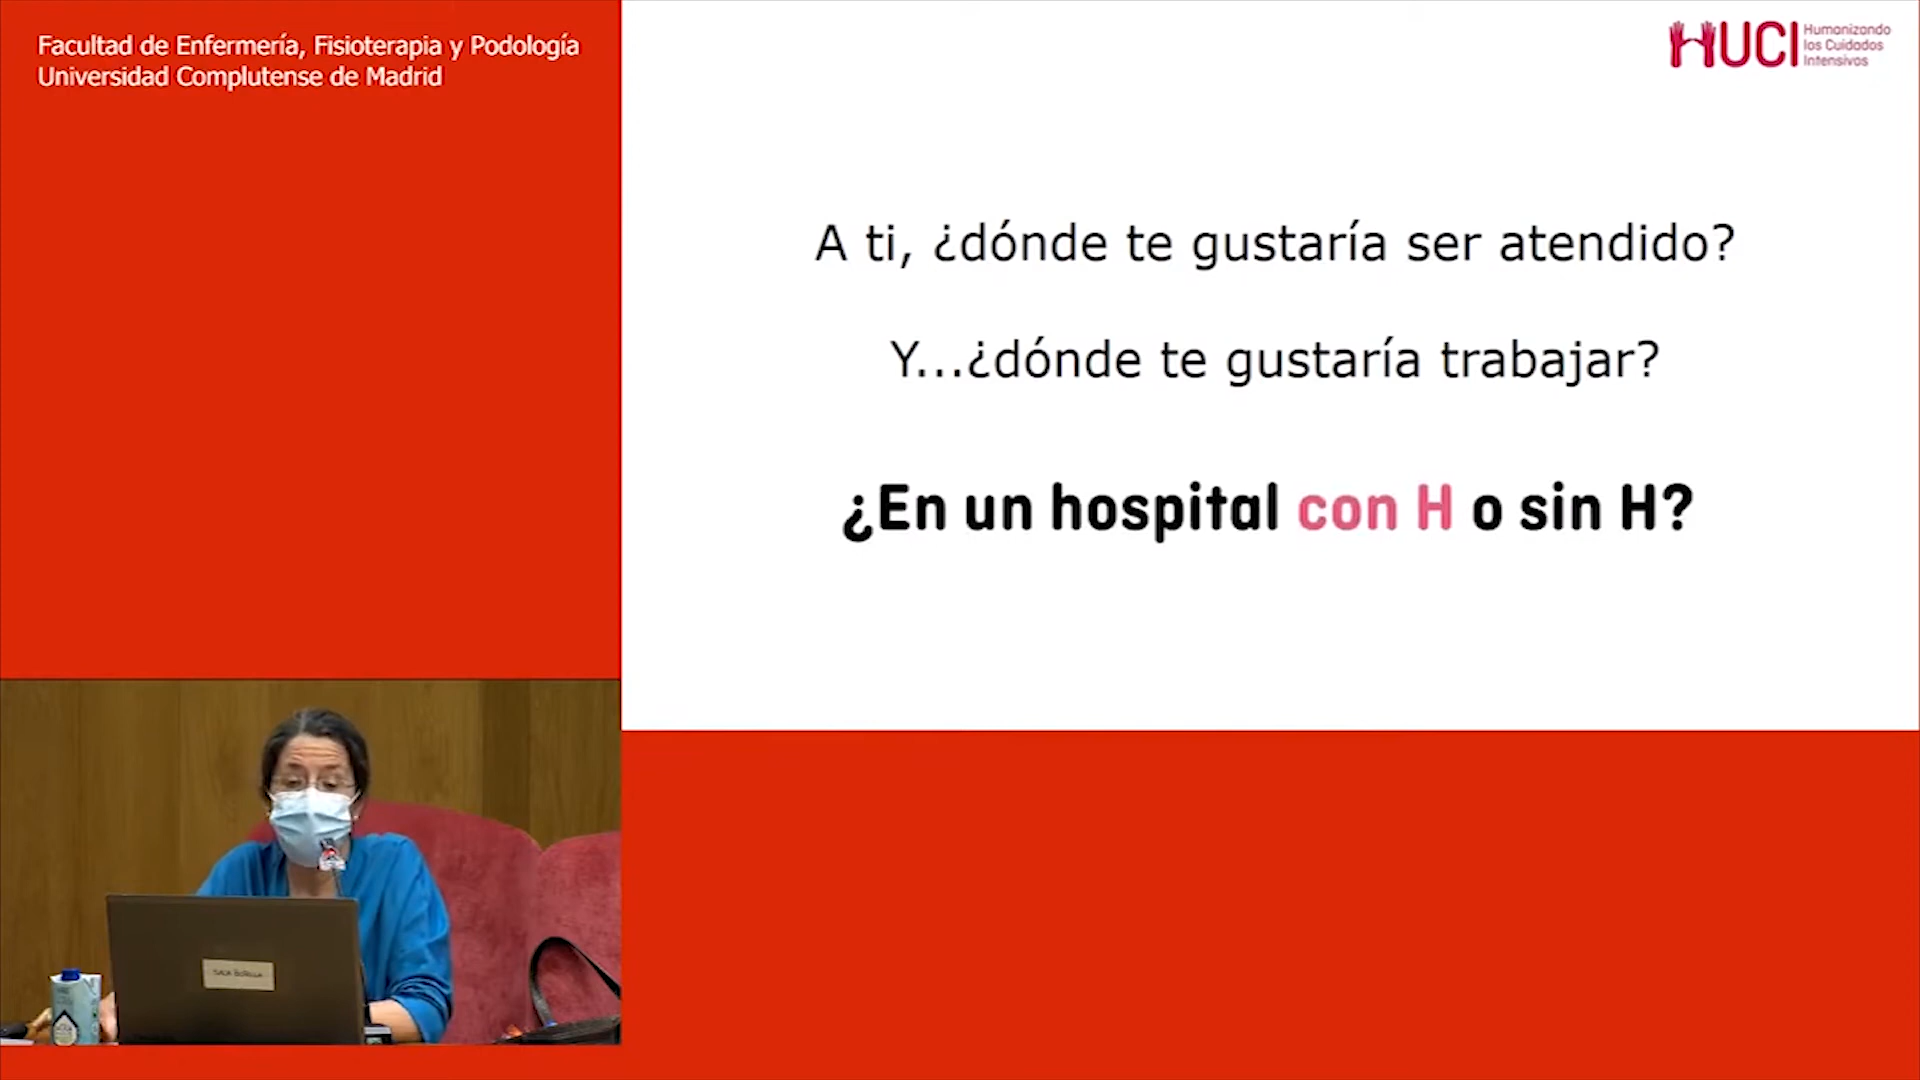 Facultad de Enfermería, Fisioterapia y Podología
Universidad Complutense de Madrid
HUCI
Humanizando
los Cuidados
Intensivos
A ti, ¿dónde te gustaría ser atendido?
Y...¿dónde te gustaría trabajar?
¿En un hospital con H o sin H?